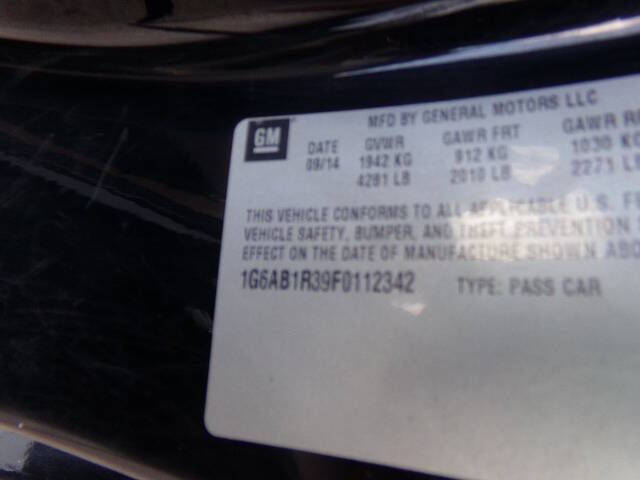 MFD BY GENERAL MOTORS LLC
GM
DATE GVWR GAWR FRT GAWR RR
09/14 1942 KG 912 KG 1030 KG
4281 LB 2010 LB 2271 L
THIS VEHICLE CONFORMS TO ALL APPLICABLE U.S. F
VEHICLE SAFETY, BUMPER, AND THEFT PREVENTION
EFFECT ON THE DATE OF MANUFACTURE SHOWN ABO
1G6AB1R39F0112342 TYPE: PASS CAR